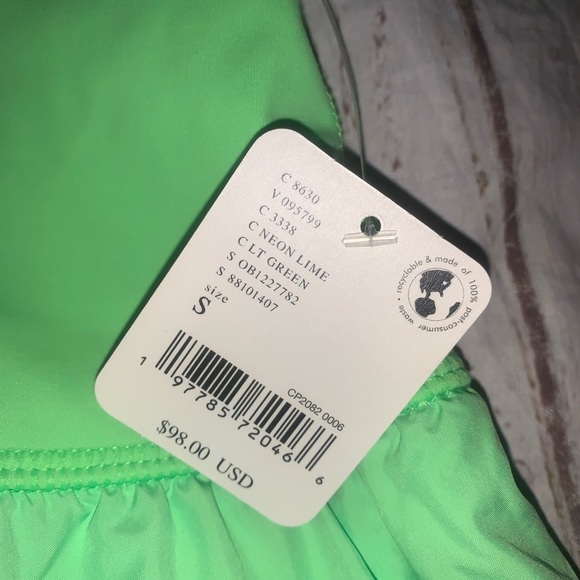 C 8630
V 095799
C 3338
C NEON LIME
C LT GREEN
S OB1227782
S 88101407
size
S
recyclable & made of 100% post-consumer waste •
CP2082 0006
1 97785 72046 6
$98.00 USD